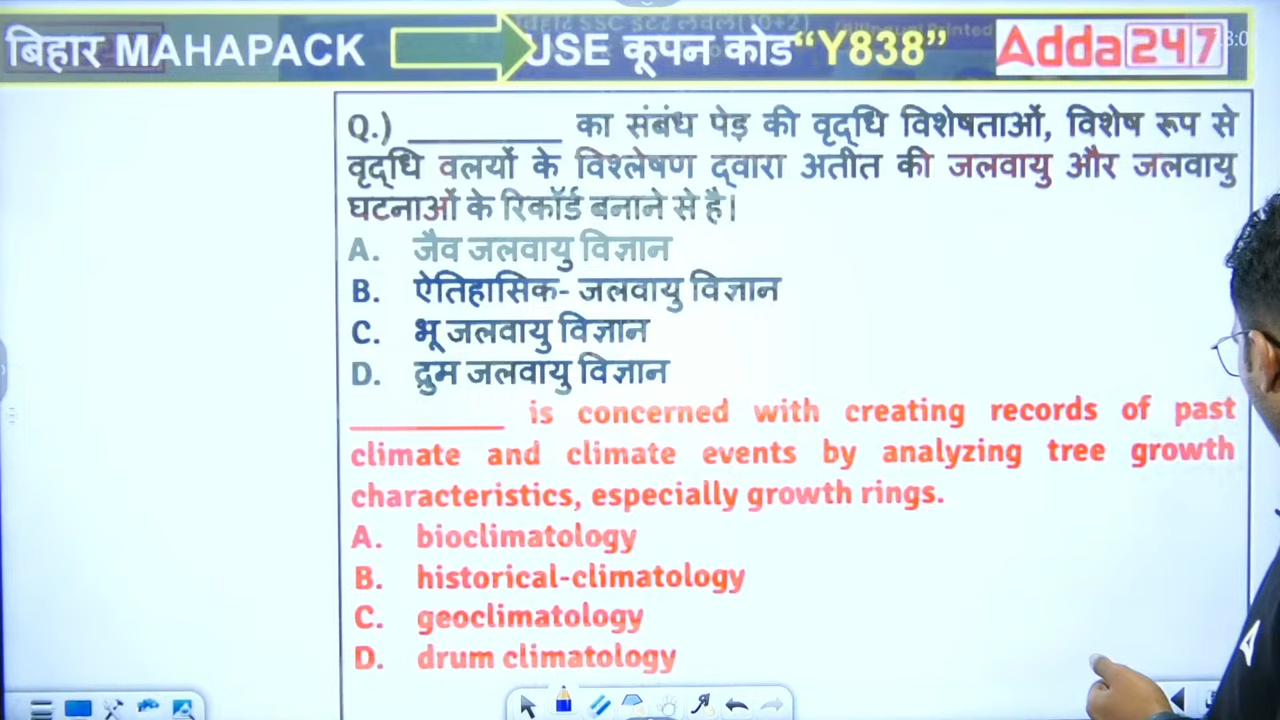 बिहार MAHAPACK USE कूपन कोड“Y838” Adda247
Q.) __________ का संबंध पेड़ की वृद्धि विशेषताओं, विशेष रूप से
वृद्धि वलयों के विश्लेषण द्वारा अतीत की जलवायु और जलवायु
घटनाओं के रिकॉर्ड बनाने से है।
A. जैव जलवायु विज्ञान
B. ऐतिहासिक- जलवायु विज्ञान
C. भू जलवायु विज्ञान
D. द्रुम जलवायु विज्ञान
__________ is concerned with creating records of past
climate and climate events by analyzing tree growth
characteristics, especially growth rings.
A. bioclimatology
B. historical-climatology
C. geoclimatology
D. drum climatology